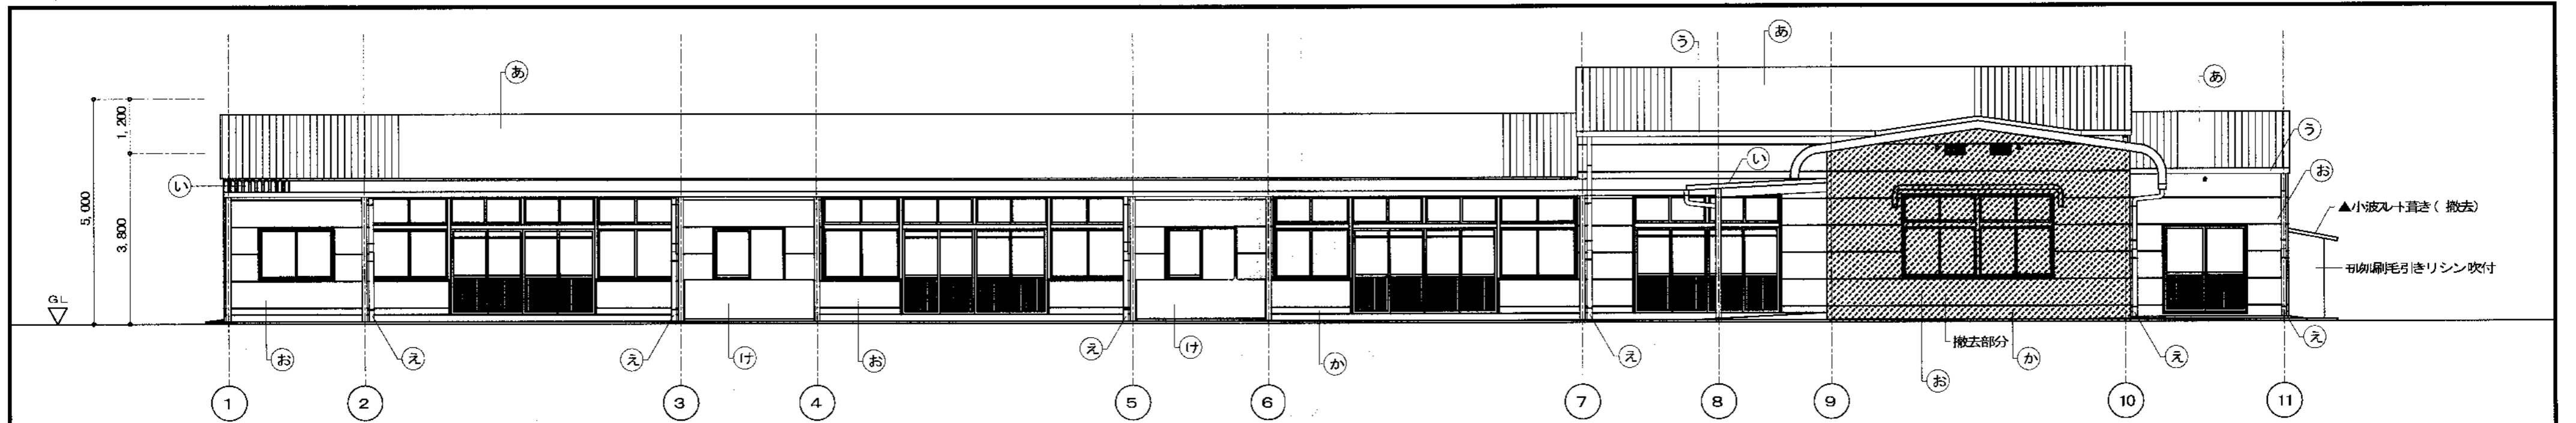 あ
う
あ
あ
1,200
5,000
3,800
い
い
う
お
▲小波スレート葺き(撤去)
モルタル刷毛引きリシン吹付
GL
お
え
え
け
お
え
け
か
え
撤去部分
か
お
え
え
1
2
3
4
5
6
7
8
9
10
11